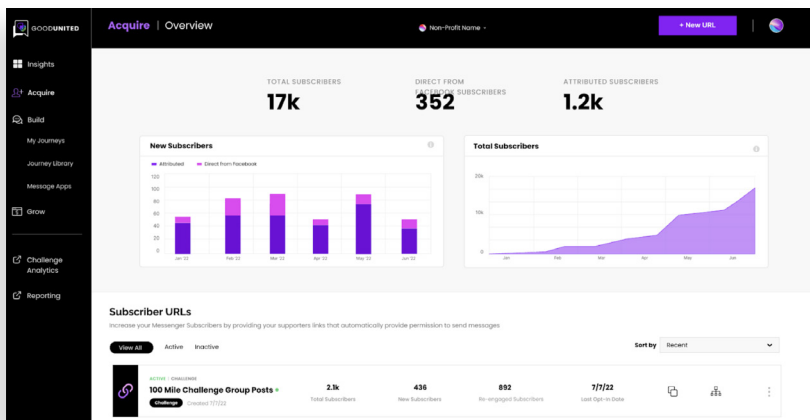 GOODUNITED
Acquire | Overview
Non-Profit Name
+ New URL
Insights
Acquire
Build
My Journeys
Journey Library
Message Apps
Grow
Challenge
Analytics
Reporting
TOTAL SUBSCRIBERS
17k
DIRECT FROM
FACEBOOK SUBSCRIBERS
352
ATTRIBUTED SUBSCRIBERS
1.2k
New Subscribers
Attributed Direct from Facebook
120
100
80
60
40
20
0
Jan '22 Feb '22 Mar '22 Apr '22 May '22 Jun '22
Total Subscribers
20k
10k
0
Jan Feb Mar Apr May Jun
Subscriber URLs
Increase your Messenger Subscribers by providing your supporters links that automatically provide permission to send messages
View All Active Inactive
Sort by Recent
ACTIVE | CHALLENGE
100 Mile Challenge Group Posts
Challenge Created 7/7/22
2.1k
Total Subscribers
436
New Subscribers
892
Re-engaged Subscribers
7/7/22
Last Opt-In Date